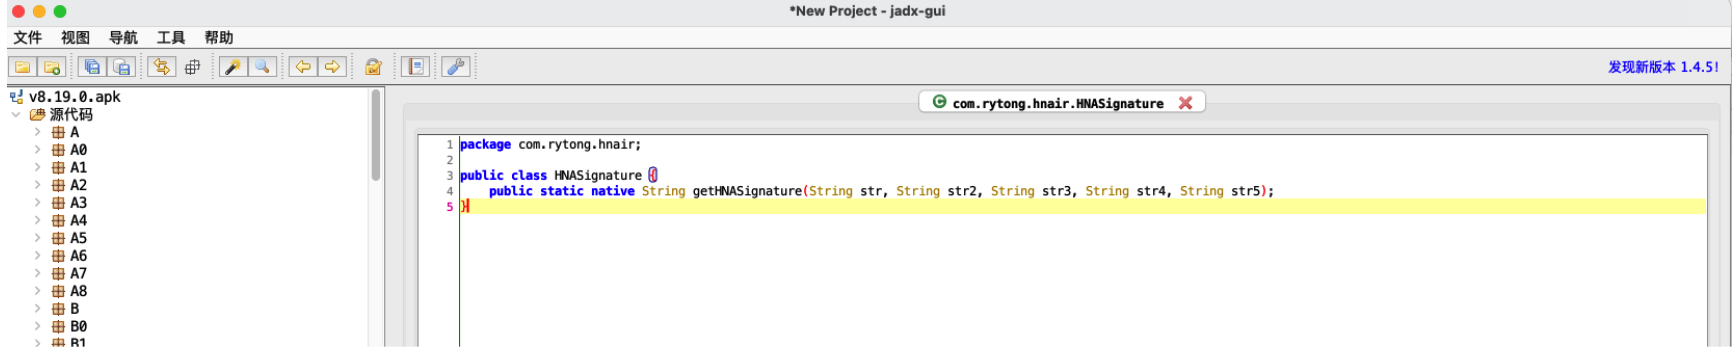 *New Project - jadx-gui
文件 视图 导航 工具 帮助
发现新版本 1.4.5!
v8.19.0.apk
源代码
A
A0
A1
A2
A3
A4
A5
A6
A7
A8
B
B0
B1
com.rytong.hnair.HNASignature
1 package com.rytong.hnair;
2
3 public class HNASignature {
4 public static native String getHNASignature(String str, String str2, String str3, String str4, String str5);
5 }